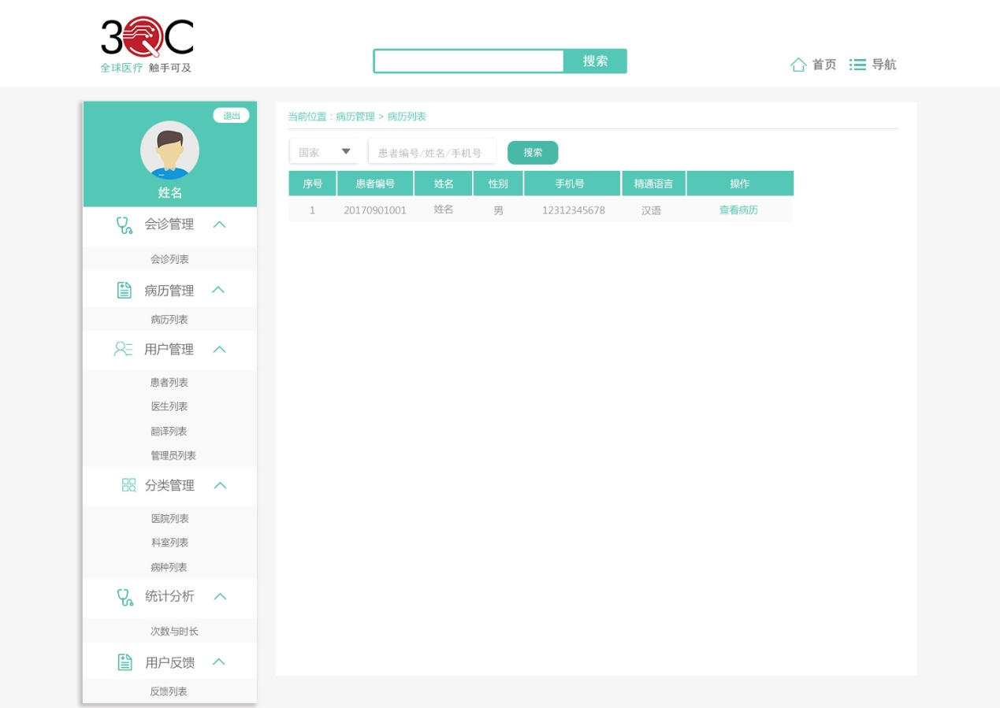 3QC
全球医疗 触手可及
搜索
首页 导航
退出
姓名
会诊管理
会诊列表
病历管理
病历列表
用户管理
患者列表
医生列表
翻译列表
管理员列表
分类管理
医院列表
科室列表
病种列表
统计分析
次数与时长
用户反馈
反馈列表
当前位置：病历管理 > 病历列表
国家 患者编号/姓名/手机号 搜索
序号 患者编号 姓名 性别 手机号 精通语言 操作
1 20170901001 姓名 男 12312345678 汉语 查看病历